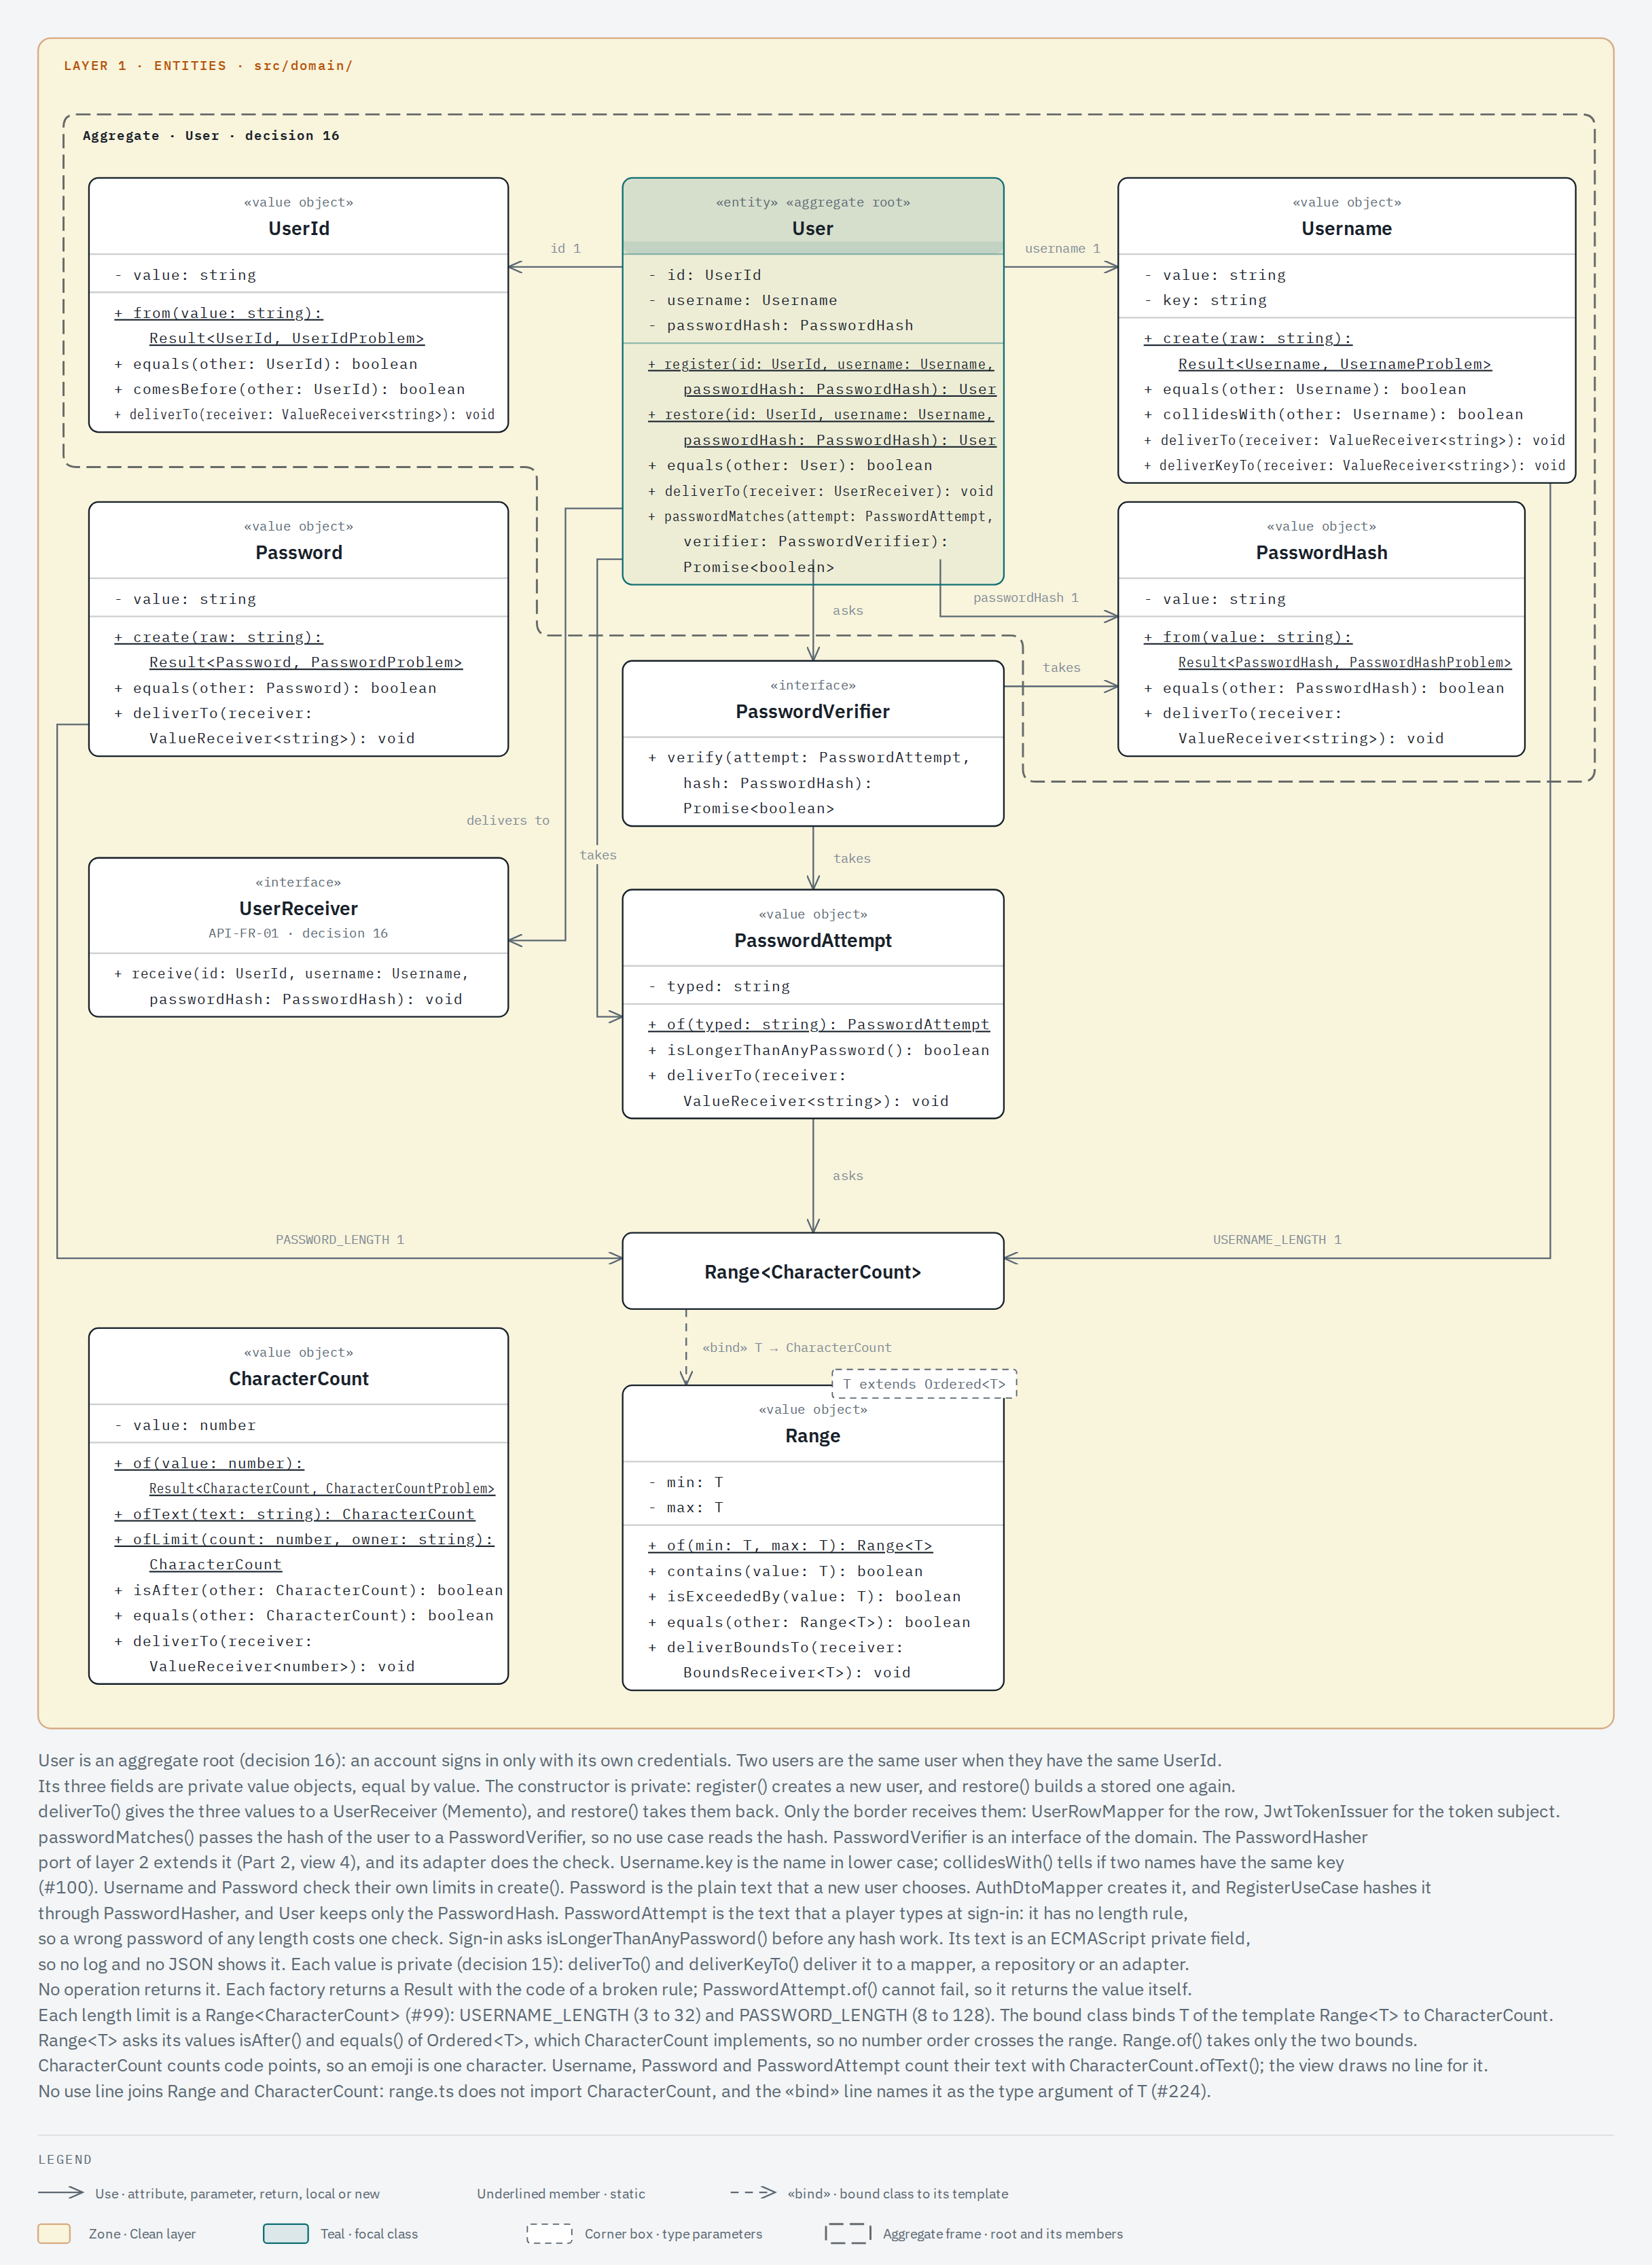 LAYER 1 · ENTITIES · src/domain/
Aggregate · User · decision 16
«value object»
UserId
- value: string
+ from(value: string):
Result<UserId, UserIdProblem>
+ equals(other: UserId): boolean
+ comesBefore(other: UserId): boolean
+ deliverTo(receiver: ValueReceiver<string>): void
id 1
«entity» «aggregate root»
User
- id: UserId
- username: Username
- passwordHash: PasswordHash
+ register(id: UserId, username: Username,
passwordHash: PasswordHash): User
+ restore(id: UserId, username: Username,
passwordHash: PasswordHash): User
+ equals(other: User): boolean
+ deliverTo(receiver: UserReceiver): void
+ passwordMatches(attempt: PasswordAttempt,
verifier: PasswordVerifier):
Promise<boolean>
username 1
«value object»
Username
- value: string
- key: string
+ create(raw: string):
Result<Username, UsernameProblem>
+ equals(other: Username): boolean
+ collidesWith(other: Username): boolean
+ deliverTo(receiver: ValueReceiver<string>): void
+ deliverKeyTo(receiver: ValueReceiver<string>): void
«value object»
Password
- value: string
+ create(raw: string):
Result<Password, PasswordProblem>
+ equals(other: Password): boolean
+ deliverTo(receiver:
ValueReceiver<string>): void
asks
passwordHash 1
takes
«value object»
PasswordHash
- value: string
+ from(value: string):
Result<PasswordHash, PasswordHashProblem>
+ equals(other: PasswordHash): boolean
+ deliverTo(receiver:
ValueReceiver<string>): void
«interface»
PasswordVerifier
+ verify(attempt: PasswordAttempt,
hash: PasswordHash):
Promise<boolean>
delivers to
takes
takes
«interface»
UserReceiver
API-FR-01 · decision 16
+ receive(id: UserId, username: Username,
passwordHash: PasswordHash): void
«value object»
PasswordAttempt
- typed: string
+ of(typed: string): PasswordAttempt
+ isLongerThanAnyPassword(): boolean
+ deliverTo(receiver:
ValueReceiver<string>): void
asks
PASSWORD_LENGTH 1
USERNAME_LENGTH 1
Range<CharacterCount>
«bind» T → CharacterCount
«value object»
CharacterCount
- value: number
+ of(value: number):
Result<CharacterCount, CharacterCountProblem>
+ ofText(text: string): CharacterCount
+ ofLimit(count: number, owner: string):
CharacterCount
+ isAfter(other: CharacterCount): boolean
+ equals(other: CharacterCount): boolean
+ deliverTo(receiver:
ValueReceiver<number>): void
T extends Ordered<T>
«value object»
Range
- min: T
- max: T
+ of(min: T, max: T): Range<T>
+ contains(value: T): boolean
+ isExceededBy(value: T): boolean
+ equals(other: Range<T>): boolean
+ deliverBoundsTo(receiver:
BoundsReceiver<T>): void
User is an aggregate root (decision 16): an account signs in only with its own credentials. Two users are the same user when they have the same UserId.
Its three fields are private value objects, equal by value. The constructor is private: register() creates a new user, and restore() builds a stored one again.
deliverTo() gives the three values to a UserReceiver (Memento), and restore() takes them back. Only the border receives them: UserRowMapper for the row, JwtTokenIssuer for the token subject.
passwordMatches() passes the hash of the user to a PasswordVerifier, so no use case reads the hash. PasswordVerifier is an interface of the domain. The PasswordHasher
port of layer 2 extends it (Part 2, view 4), and its adapter does the check. Username.key is the name in lower case; collidesWith() tells if two names have the same key
(#100). Username and Password check their own limits in create(). Password is the plain text that a new user chooses. AuthDtoMapper creates it, and RegisterUseCase hashes it
through PasswordHasher, and User keeps only the PasswordHash. PasswordAttempt is the text that a player types at sign-in: it has no length rule,
so a wrong password of any length costs one check. Sign-in asks isLongerThanAnyPassword() before any hash work. Its text is an ECMAScript private field,
so no log and no JSON shows it. Each value is private (decision 15): deliverTo() and deliverKeyTo() deliver it to a mapper, a repository or an adapter.
No operation returns it. Each factory returns a Result with the code of a broken rule; PasswordAttempt.of() cannot fail, so it returns the value itself.
Each length limit is a Range<CharacterCount> (#99): USERNAME_LENGTH (3 to 32) and PASSWORD_LENGTH (8 to 128). The bound class binds T of the template Range<T> to CharacterCount.
Range<T> asks its values isAfter() and equals() of Ordered<T>, which CharacterCount implements, so no number order crosses the range. Range.of() takes only the two bounds.
CharacterCount counts code points, so an emoji is one character. Username, Password and PasswordAttempt count their text with CharacterCount.ofText(); the view draws no line for it.
No use line joins Range and CharacterCount: range.ts does not import CharacterCount, and the «bind» line names it as the type argument of T (#224).
LEGEND
Use · attribute, parameter, return, local or new
Underlined member · static
«bind» · bound class to its template
Zone · Clean layer
Teal · focal class
Corner box · type parameters
Aggregate frame · root and its members